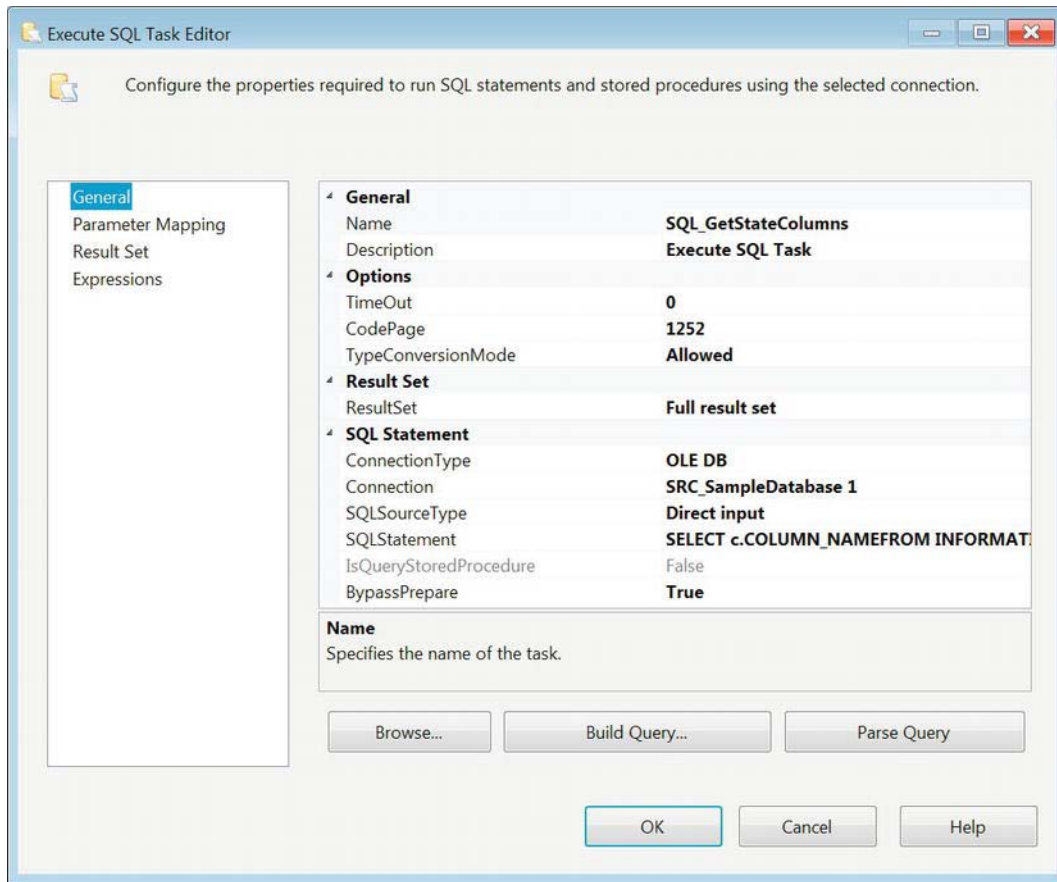 Execute SQL Task Editor
Configure the properties required to run SQL statements and stored procedures using the selected connection.
General
Parameter Mapping
Result Set
Expressions
General
Name SQL_GetStateColumns
Description Execute SQL Task
Options
TimeOut 0
CodePage 1252
TypeConversionMode Allowed
Result Set
ResultSet Full result set
SQL Statement
ConnectionType OLE DB
Connection SRC_SampleDatabase 1
SQLSourceType Direct input
SQLStatement SELECT c.COLUMN_NAMEFROM INFORMATI
IsQueryStoredProcedure False
BypassPrepare True
Name
Specifies the name of the task.
Browse... Build Query... Parse Query
OK Cancel Help